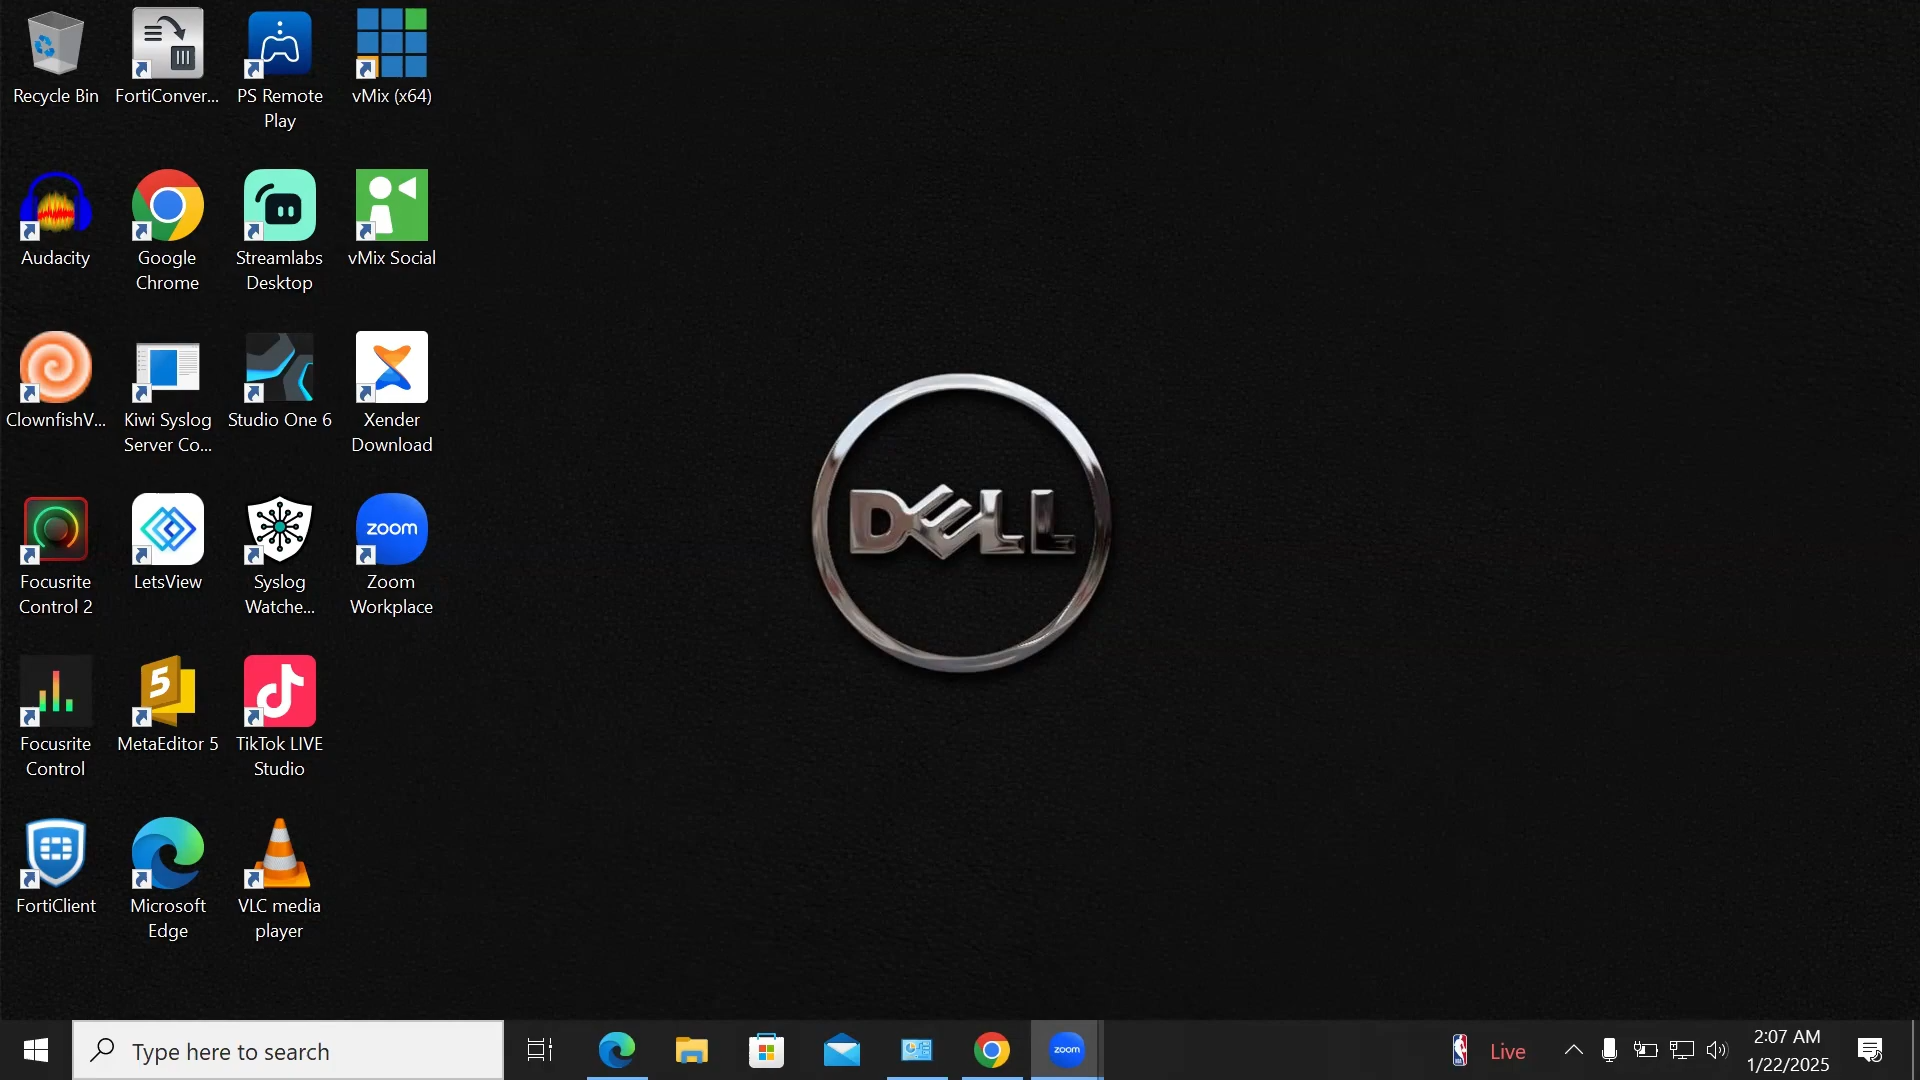 Recycle Bin
FortiConver...
PS Remote
Play
vMix (x64)
Audacity
Google
Chrome
Streamlabs
Desktop
vMix Social
ClownfishV...
Kiwi Syslog
Server Co...
Studio One 6
Xender
Download
Focusrite
Control 2
LetsView
Syslog
Watche...
zoom
Zoom
Workplace
Focusrite
Control
5
MetaEditor 5
TikTok LIVE
Studio
FortiClient
Microsoft
Edge
VLC media
player
DELL
Type here to search
zoom
Live
2:07 AM
1/22/2025